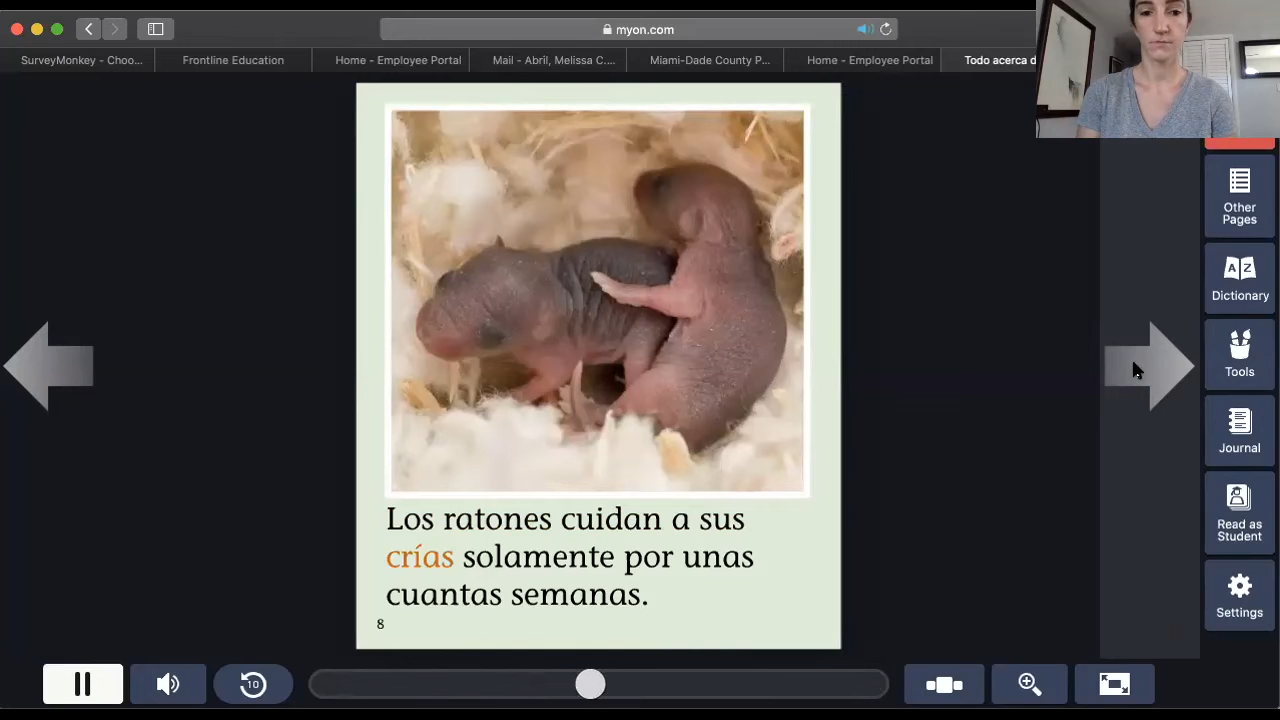 myon.com
SurveyMonkey - Choo...
Frontline Education
Home - Employee Portal
Mail - Abril, Melissa C....
Miami-Dade County P...
Home - Employee Portal
Todo acerca d
Los ratones cuidan a sus
crías solamente por unas
cuantas semanas.
8
Other
Pages
A Z
Dictionary
Tools
Journal
Read as
Student
Settings
10